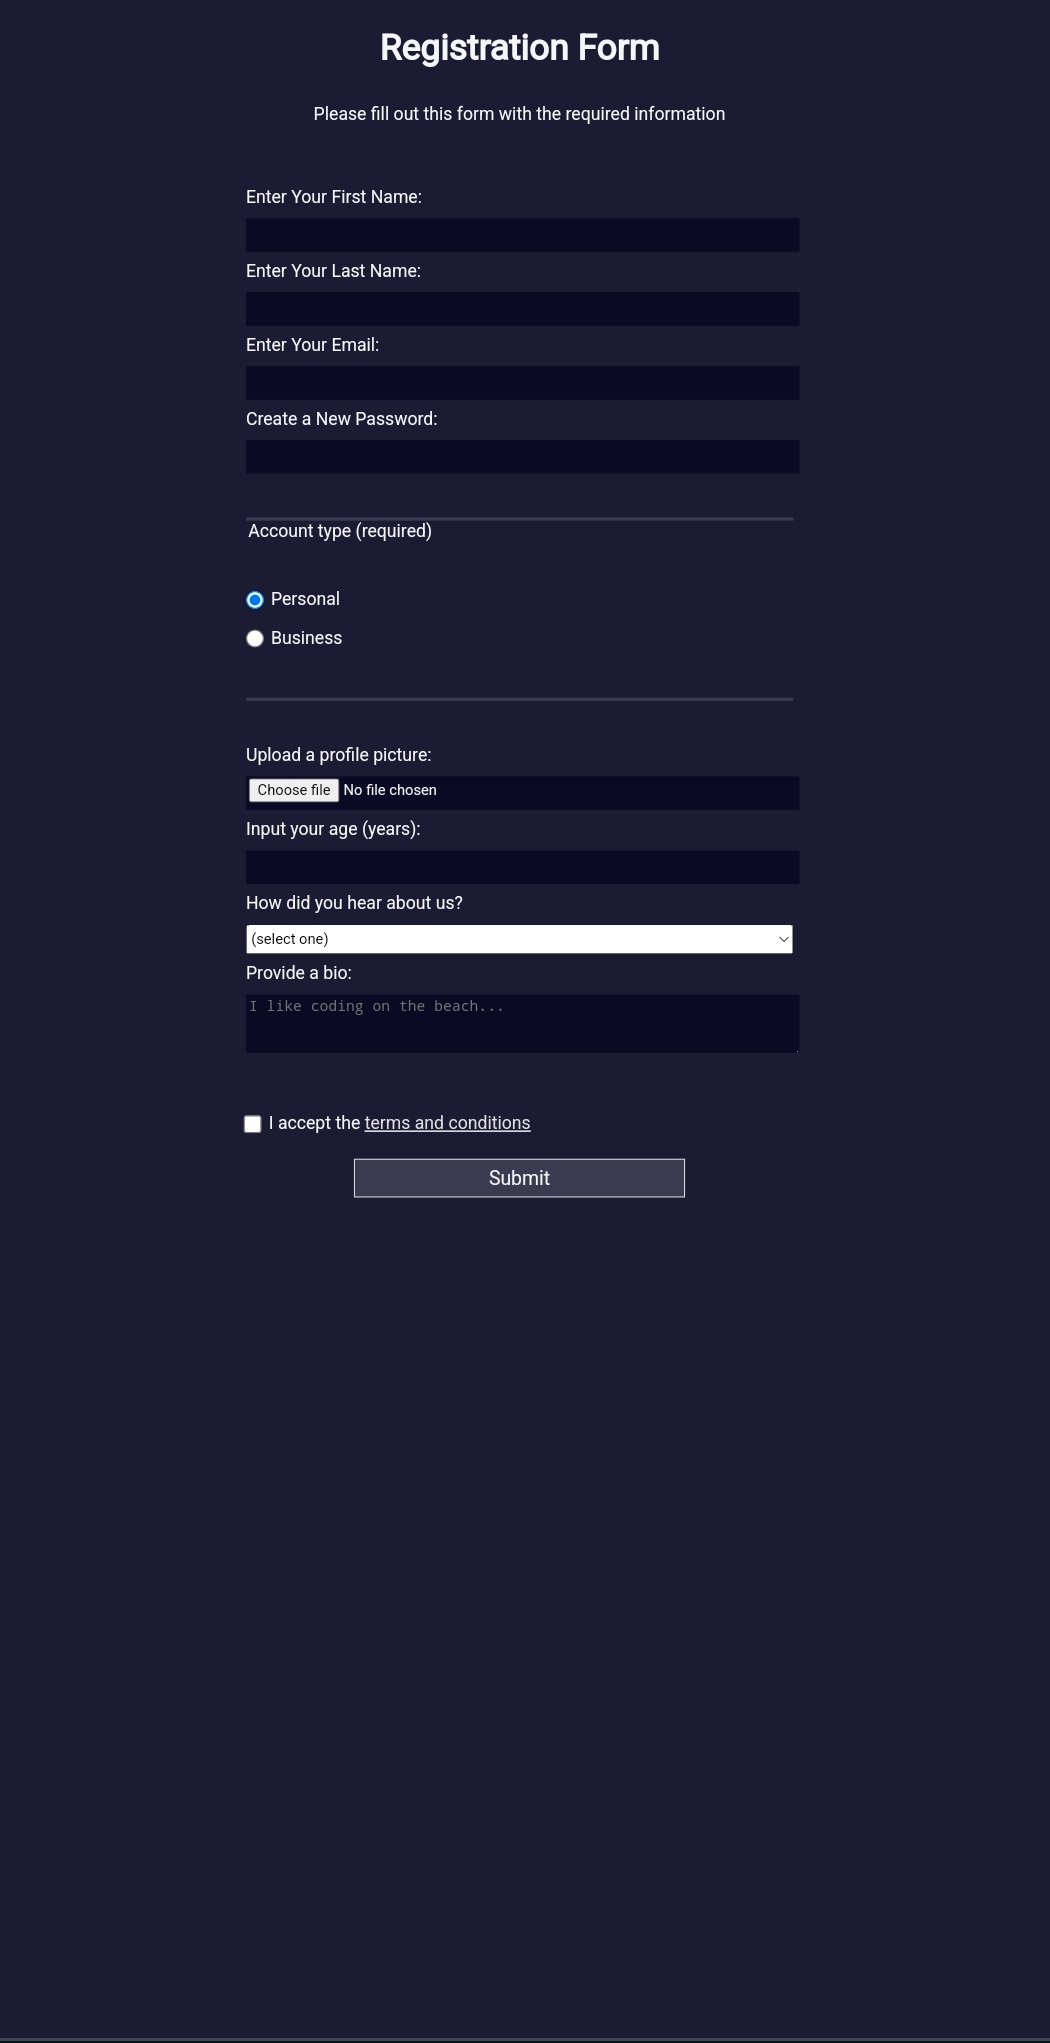 Registration Form
Please fill out this form with the required information
Enter Your First Name:
Enter Your Last Name:
Enter Your Email:
Create a New Password:
Account type (required)
Personal
Business
Upload a profile picture:
Choose file No file chosen
Input your age (years):
How did you hear about us?
(select one)
Provide a bio:
I like coding on the beach...
I accept the terms and conditions
Submit